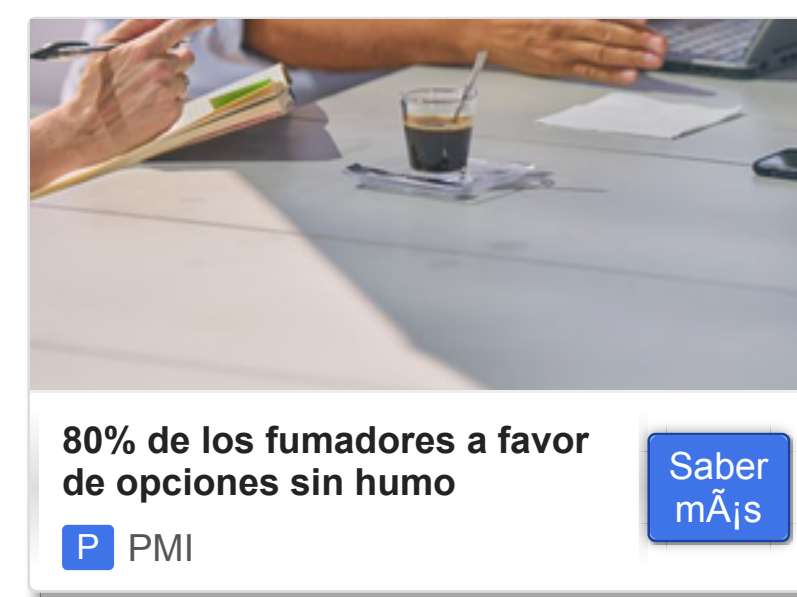 80% de los fumadores a favor
de opciones sin humo
P PMI
Saber
mÃ¡s